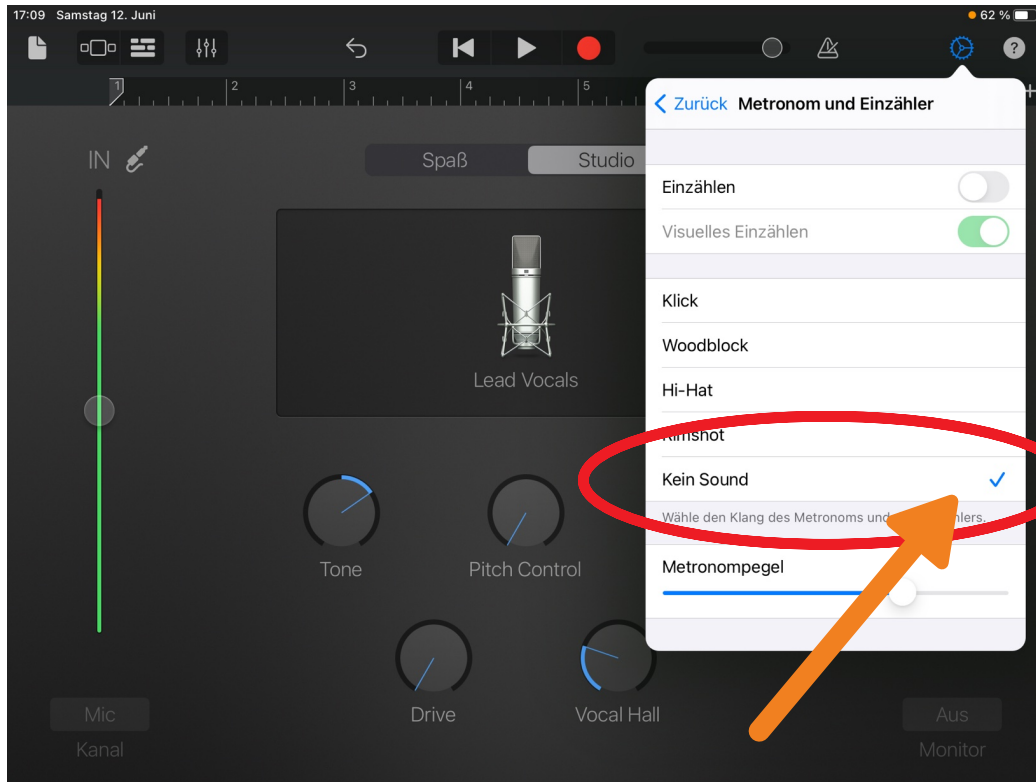 17:09 Samstag 12. Juni
62 %
1 2 3 4 5
Zurück Metronom und Einzähler
IN
Spaß Studio
Einzählen
Visuelles Einzählen
Klick
Woodblock
Hi-Hat
Rimshot
Kein Sound
Wähle den Klang des Metronoms und
Lead Vocals
Metronompegel
Tone Pitch Control
Drive Vocal Hall
Mic Aus
Kanal Monitor